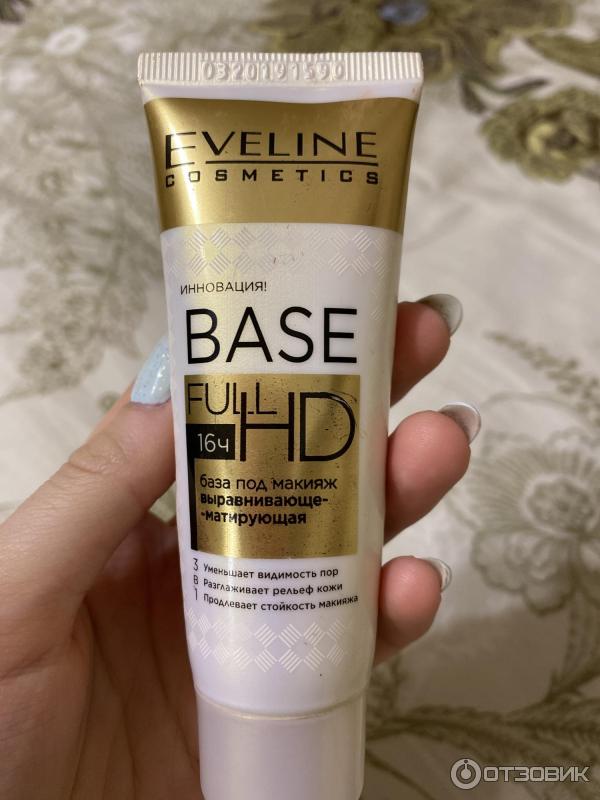 0320191590
EVELINE
COSMETICS
ИННОВАЦИЯ!
BASE
FULL HD
16ч
база под макияж
выравнивающе-
-матирующая
3 Уменьшает видимость пор
В Разглаживает рельеф кожи
1 Продлевает стойкость макияжа
ОТЗОВИК